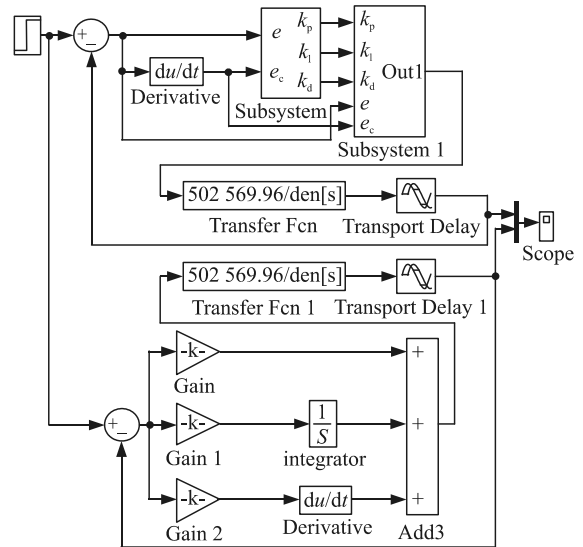 +
−
e
e_c
k_p
k_l
k_d
k_p
k_l
k_d
e
e_c
Out1
du/dt
Derivative
Subsystem
Subsystem 1
502 569.96/den[s]
Transfer Fcn
Transport Delay
Scope
502 569.96/den[s]
Transfer Fcn 1
Transport Delay 1
-k-
Gain
+
+
−
-k-
Gain 1
1
S
integrator
+
-k-
Gain 2
du/dt
Derivative
+
Add3